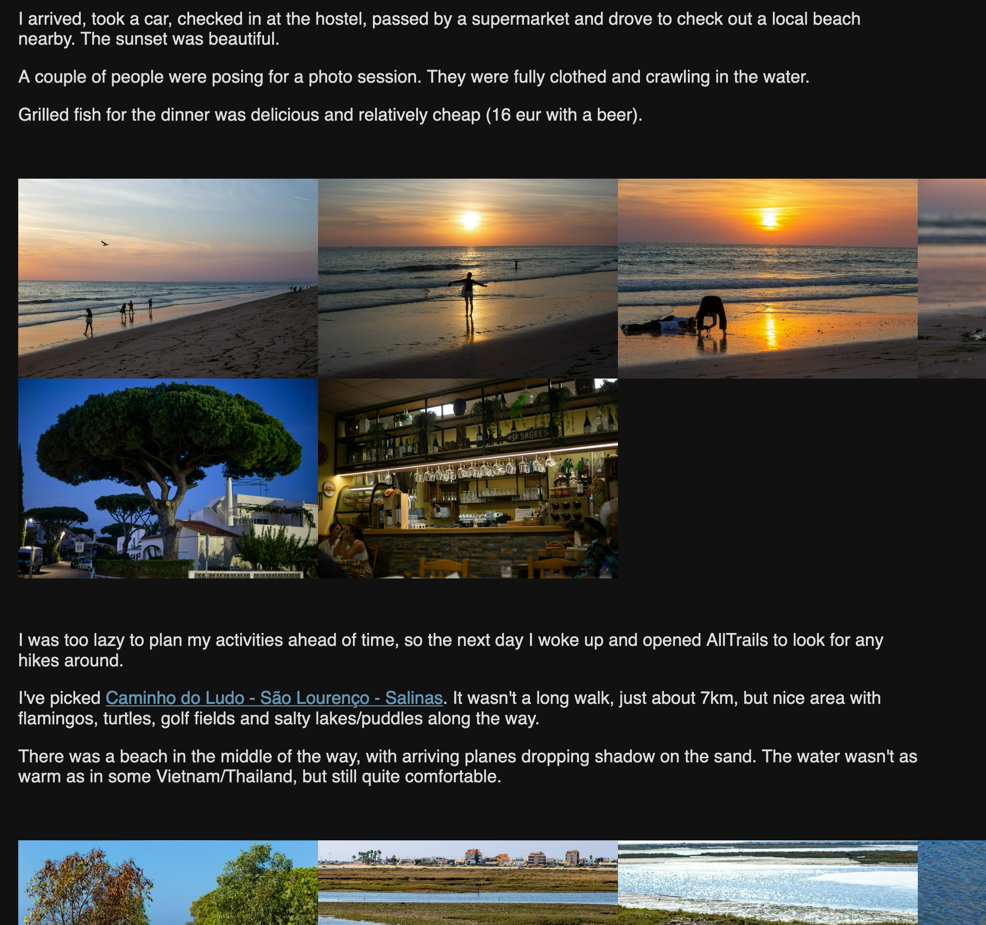 I arrived, took a car, checked in at the hostel, passed by a supermarket and drove to check out a local beach
nearby. The sunset was beautiful.
A couple of people were posing for a photo session. They were fully clothed and crawling in the water.
Grilled fish for the dinner was delicious and relatively cheap (16 eur with a beer).
SAGRES
I was too lazy to plan my activities ahead of time, so the next day I woke up and opened AllTrails to look for any
hikes around.
I've picked Caminho do Ludo - São Lourenço - Salinas. It wasn't a long walk, just about 7km, but nice area with
flamingos, turtles, golf fields and salty lakes/puddles along the way.
There was a beach in the middle of the way, with arriving planes dropping shadow on the sand. The water wasn't as
warm as in some Vietnam/Thailand, but still quite comfortable.